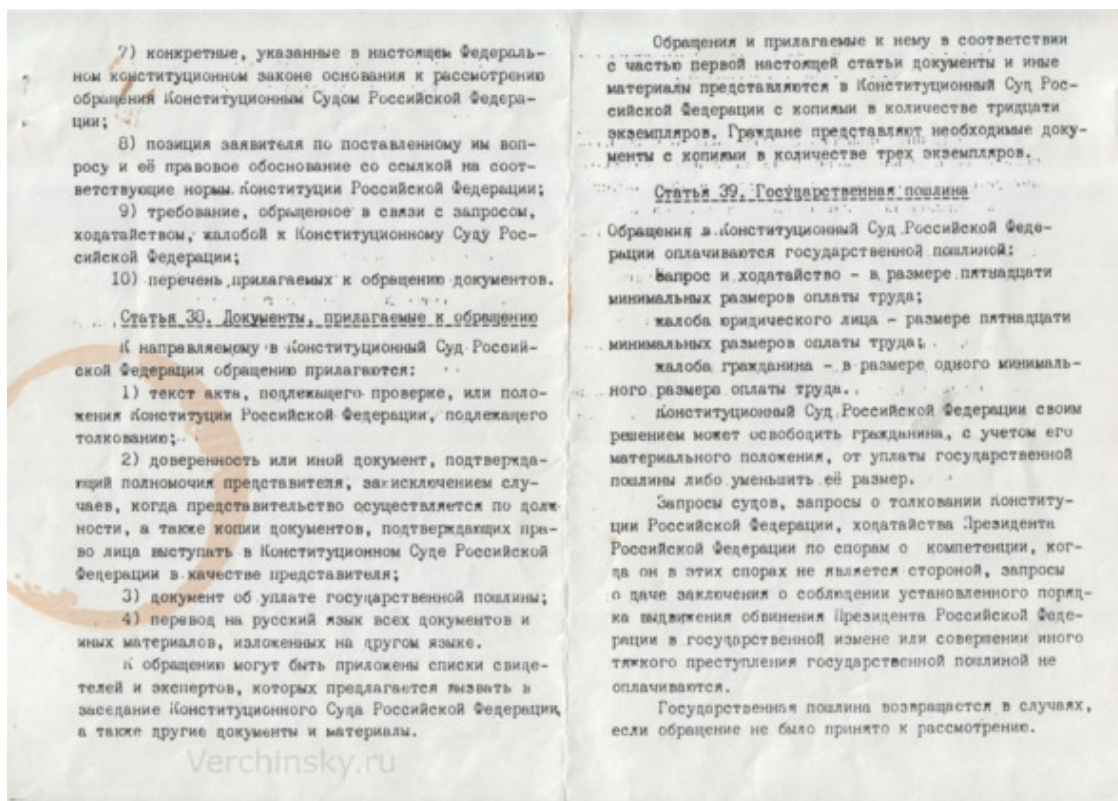 7) конкретные, указанные в настоящем Федераль-
ном конституционном законе основания к рассмотрению
обращения Конституционным Судом Российской Федера-
ции;
8) позиция заявителя по поставленному им воп-
росу и её правовое обоснование со ссылкой на соот-
ветствующие нормы Конституции Российской Федерации;
9) требование, обращенное в связи с запросом,
ходатайством, жалобой к Конституционному Суду Рос-
сийской Федерации;
10) перечень прилагаемых к обращению документов.
Статья 38. Документы, прилагаемые к обращению
К направляемому в Конституционный Суд Россий-
ской Федерации обращению прилагаются:
1) текст акта, подлежащего проверке, или поло-
жения Конституции Российской Федерации, подлежащего
толкованию;
2) доверенность или иной документ, подтвержда-
ющий полномочия представителя, за исключением слу-
чаев, когда представительство осуществляется по долж-
ности, а также копии документов, подтверждающих пра-
во лица выступать в Конституционном Суде Российской
Федерации в качестве представителя;
3) документ об уплате государственной пошлины;
4) перевод на русский язык всех документов и
иных материалов, изложенных на другом языке.
К обращению могут быть приложены списки свиде-
телей и экспертов, которых предлагается вызвать в
заседание Конституционного Суда Российской Федерации,
а также другие документы и материалы.
Verchinsky.ru
Обращения и прилагаемые к нему в соответствии
с частью первой настоящей статьи документы и иные
материалы представляются в Конституционный Суд Рос-
сийской Федерации с копиями в количестве тридцати
экземпляров. Граждане представляют необходимые доку-
менты с копиями в количестве трех экземпляров.
Статья 39. Государственная пошлина
Обращения в Конституционный Суд Российской Феде-
рации оплачиваются государственной пошлиной:
запрос и ходатайство - в размере пятнадцати
минимальных размеров оплаты труда;
жалоба юридического лица - размере пятнадцати
минимальных размеров оплаты труда;
жалоба гражданина - в размере одного минималь-
ного размера оплаты труда.
Конституционный Суд Российской Федерации своим
решением может освободить гражданина, с учетом его
материального положения, от уплаты государственной
пошлины либо уменьшить её размер.
Запросы судов, запросы о толковании Конститу-
ции Российской Федерации, ходатайства Президента
Российской Федерации по спорам о компетенции, ког-
да он в этих спорах не является стороной, запросы
о даче заключения о соблюдении установленного поряд-
ка выдвижения обвинения Президента Российской Феде-
рации в государственной измене или совершении иного
тяжкого преступления государственной пошлиной не
оплачиваются.
Государственная пошлина возвращается в случаях,
если обращение не было принято к рассмотрению.